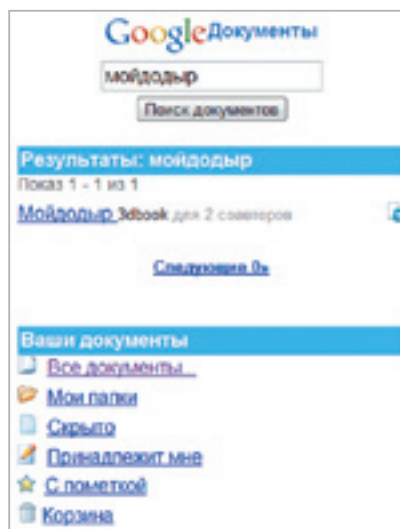 Google Документы
мойдодыр
Поиск документов
Результаты: мойдодыр
Показ 1 - 1 из 1
Мойдодыр 3dbook для 2 соавторов
Следующие 0»
Ваши документы
Все документы...
Мои папки
Скрыто
Принадлежит мне
С пометкой
Корзина